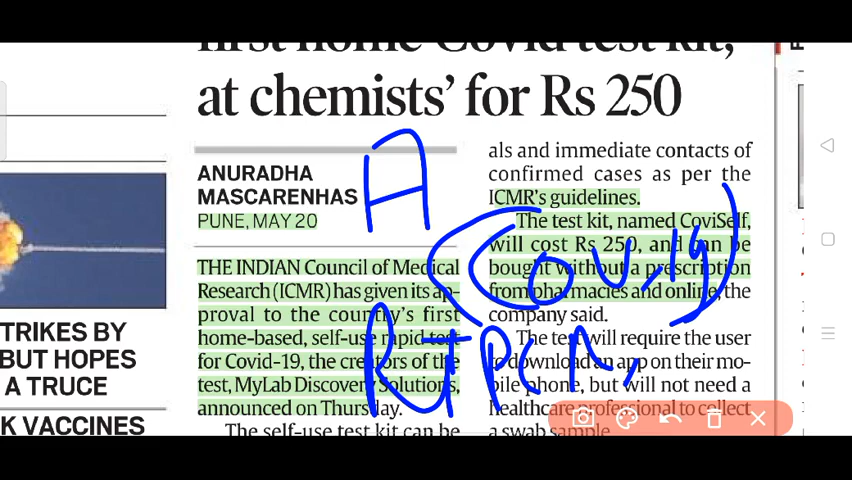 first home Covid test kit,
at chemists' for Rs 250
ANURADHA
MASCARENHAS
PUNE, MAY 20
THE INDIAN Council of Medical
Research (ICMR) has given its ap-
proval to the country's first
home-based, self-use rapid test
for Covid-19, the creators of the
test, MyLab Discovery Solutions,
announced on Thursday.
The self-use test kit can be
als and immediate contacts of
confirmed cases as per the
ICMR's guidelines.
The test kit, named CoviSelf,
will cost Rs 250, and can be
bought without a prescription
from pharmacies and online, the
company said.
The test will require the user
to download an app on their mo-
bile phone, but will not need a
healthcare professional to collect
a swab sample.
TRIKES BY
BUT HOPES
A TRUCE
K VACCINES
A
(Cov-19)